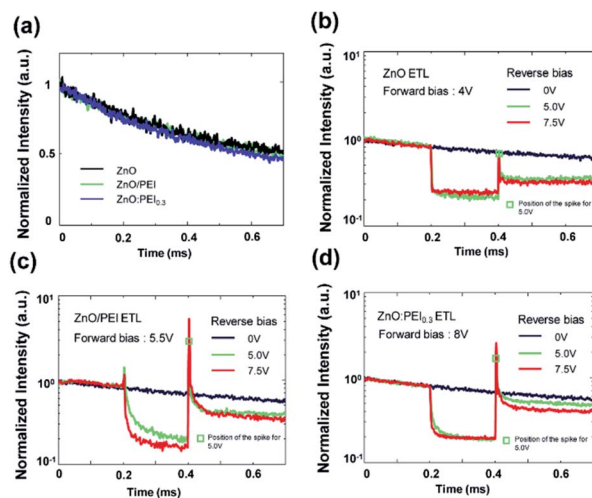 (a)
Normalized Intensity (a.u.)
1
0.5
0
ZnO
ZnO/PEI
ZnO:PEI0.3
0
0.2
0.4
0.6
Time (ms)
(b)
Normalized Intensity (a.u.)
10¹
10⁰
10⁻¹
ZnO ETL
Forward bias : 4V
Reverse bias
0V
5.0V
7.5V
Position of the spike for
5.0V
0
0.2
0.4
0.6
Time (ms)
(c)
Normalized Intensity (a.u.)
10¹
10⁰
10⁻¹
ZnO/PEI ETL
Forward bias : 5.5V
Reverse bias
0V
5.0V
7.5V
Position of the spike for
5.0V
0
0.2
0.4
0.6
Time (ms)
(d)
Normalized Intensity (a.u.)
10¹
10⁰
10⁻¹
ZnO:PEI0.3 ETL
Forward bias : 8V
Reverse bias
0V
5.0V
7.5V
Position of the spike for
5.0V
0
0.2
0.4
0.6
Time (ms)